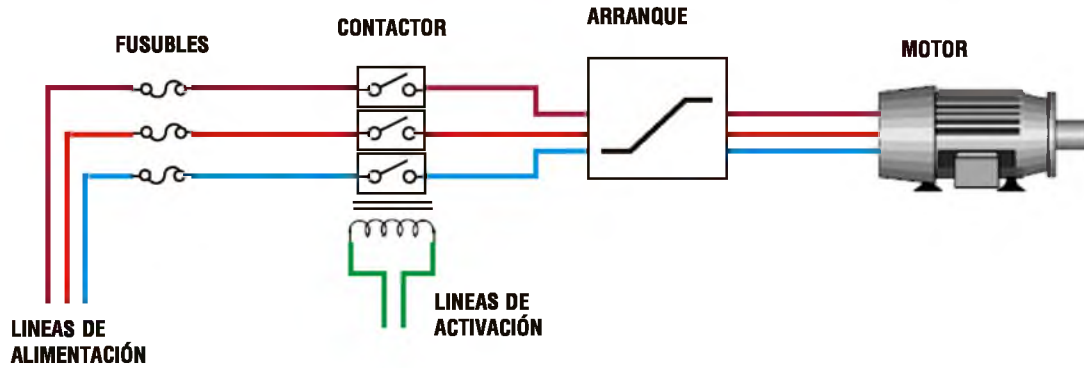 FUSUBLES
CONTACTOR
ARRANQUE
MOTOR
LINEAS DE
ALIMENTACIÓN
LINEAS DE
ACTIVACIÓN